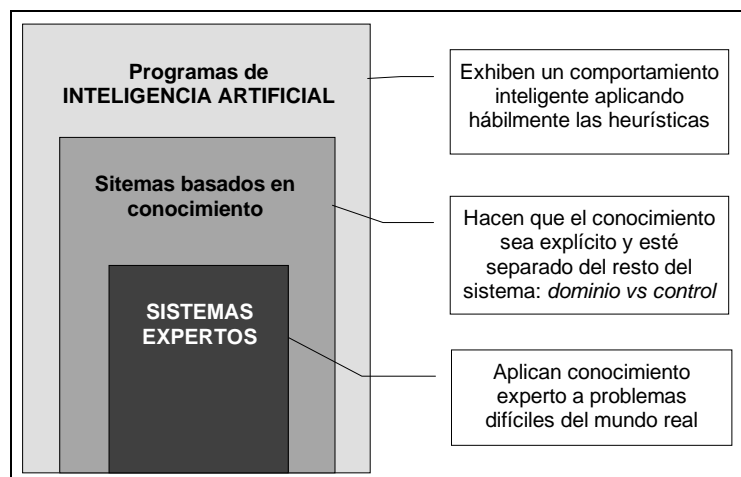 Programas de
INTELIGENCIA ARTIFICIAL
Exhiben un comportamiento
inteligente aplicando
hábilmente las heurísticas
Sitemas basados en
conocimiento
Hacen que el conocimiento
sea explícito y esté
separado del resto del
sistema: dominio vs control
SISTEMAS
EXPERTOS
Aplican conocimiento
experto a problemas
difíciles del mundo real